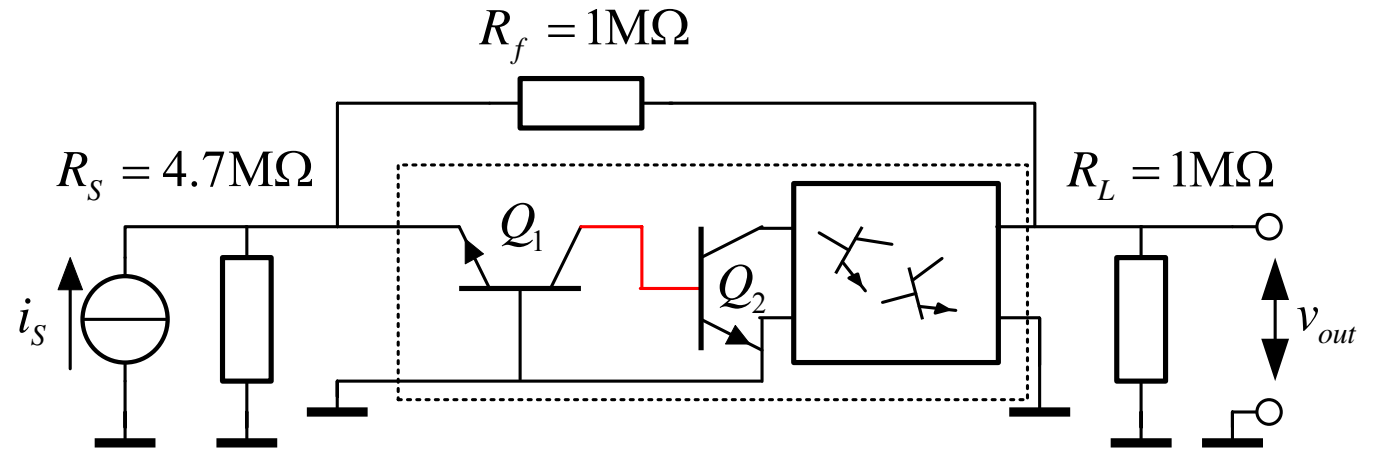 R_f = 1MΩ
R_S = 4.7MΩ
R_L = 1MΩ
Q_1
Q_2
i_S
v_out